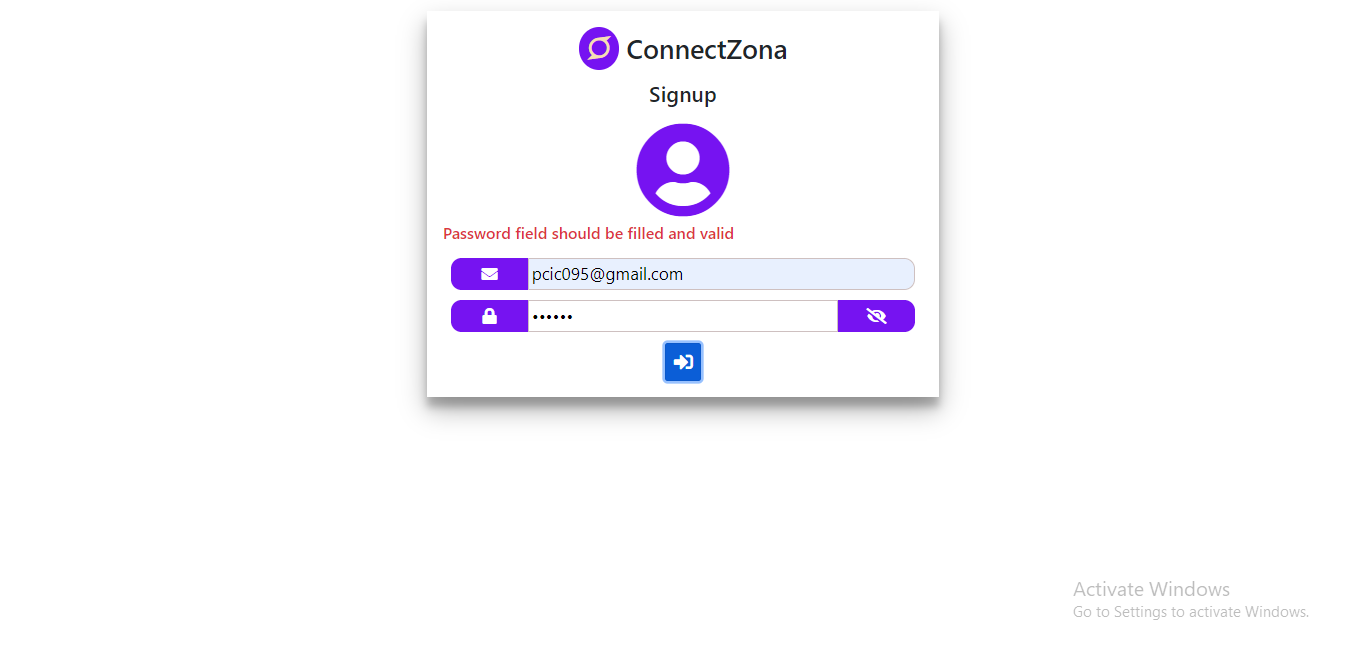 ConnectZona
Signup
Password field should be filled and valid
pcic095@gmail.com
••••••
Activate Windows
Go to Settings to activate Windows.